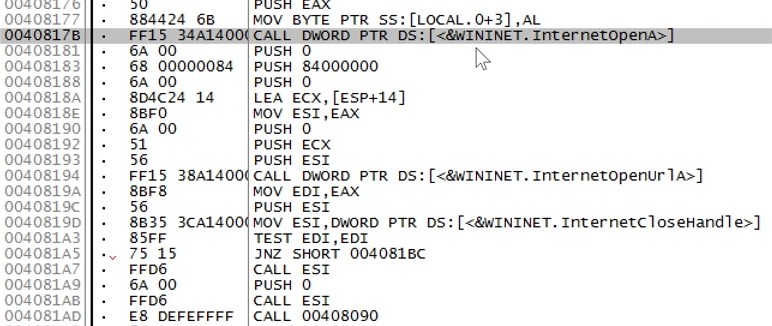 00408176 · 50 PUSH EAX
00408177 · 884424 6B MOV BYTE PTR SS:[LOCAL.0+3],AL
0040817B · FF15 34A14000 CALL DWORD PTR DS:[<&WININET.InternetOpenA>]
00408181 · 6A 00 PUSH 0
00408183 · 68 00000084 PUSH 84000000
00408188 · 6A 00 PUSH 0
0040818A · 8D4C24 14 LEA ECX,[ESP+14]
0040818E · 8BF0 MOV ESI,EAX
00408190 · 6A 00 PUSH 0
00408192 · 51 PUSH ECX
00408193 · 56 PUSH ESI
00408194 · FF15 38A14000 CALL DWORD PTR DS:[<&WININET.InternetOpenUrlA>]
0040819A · 8BF8 MOV EDI,EAX
0040819C · 56 PUSH ESI
0040819D · 8B35 3CA14000 MOV ESI,DWORD PTR DS:[<&WININET.InternetCloseHandle>]
004081A3 · 85FF TEST EDI,EDI
004081A5 · 75 15 JNZ SHORT 004081BC
004081A7 · FFD6 CALL ESI
004081A9 · 6A 00 PUSH 0
004081AB · FFD6 CALL ESI
004081AD · E8 DEFEFFFF CALL 00408090